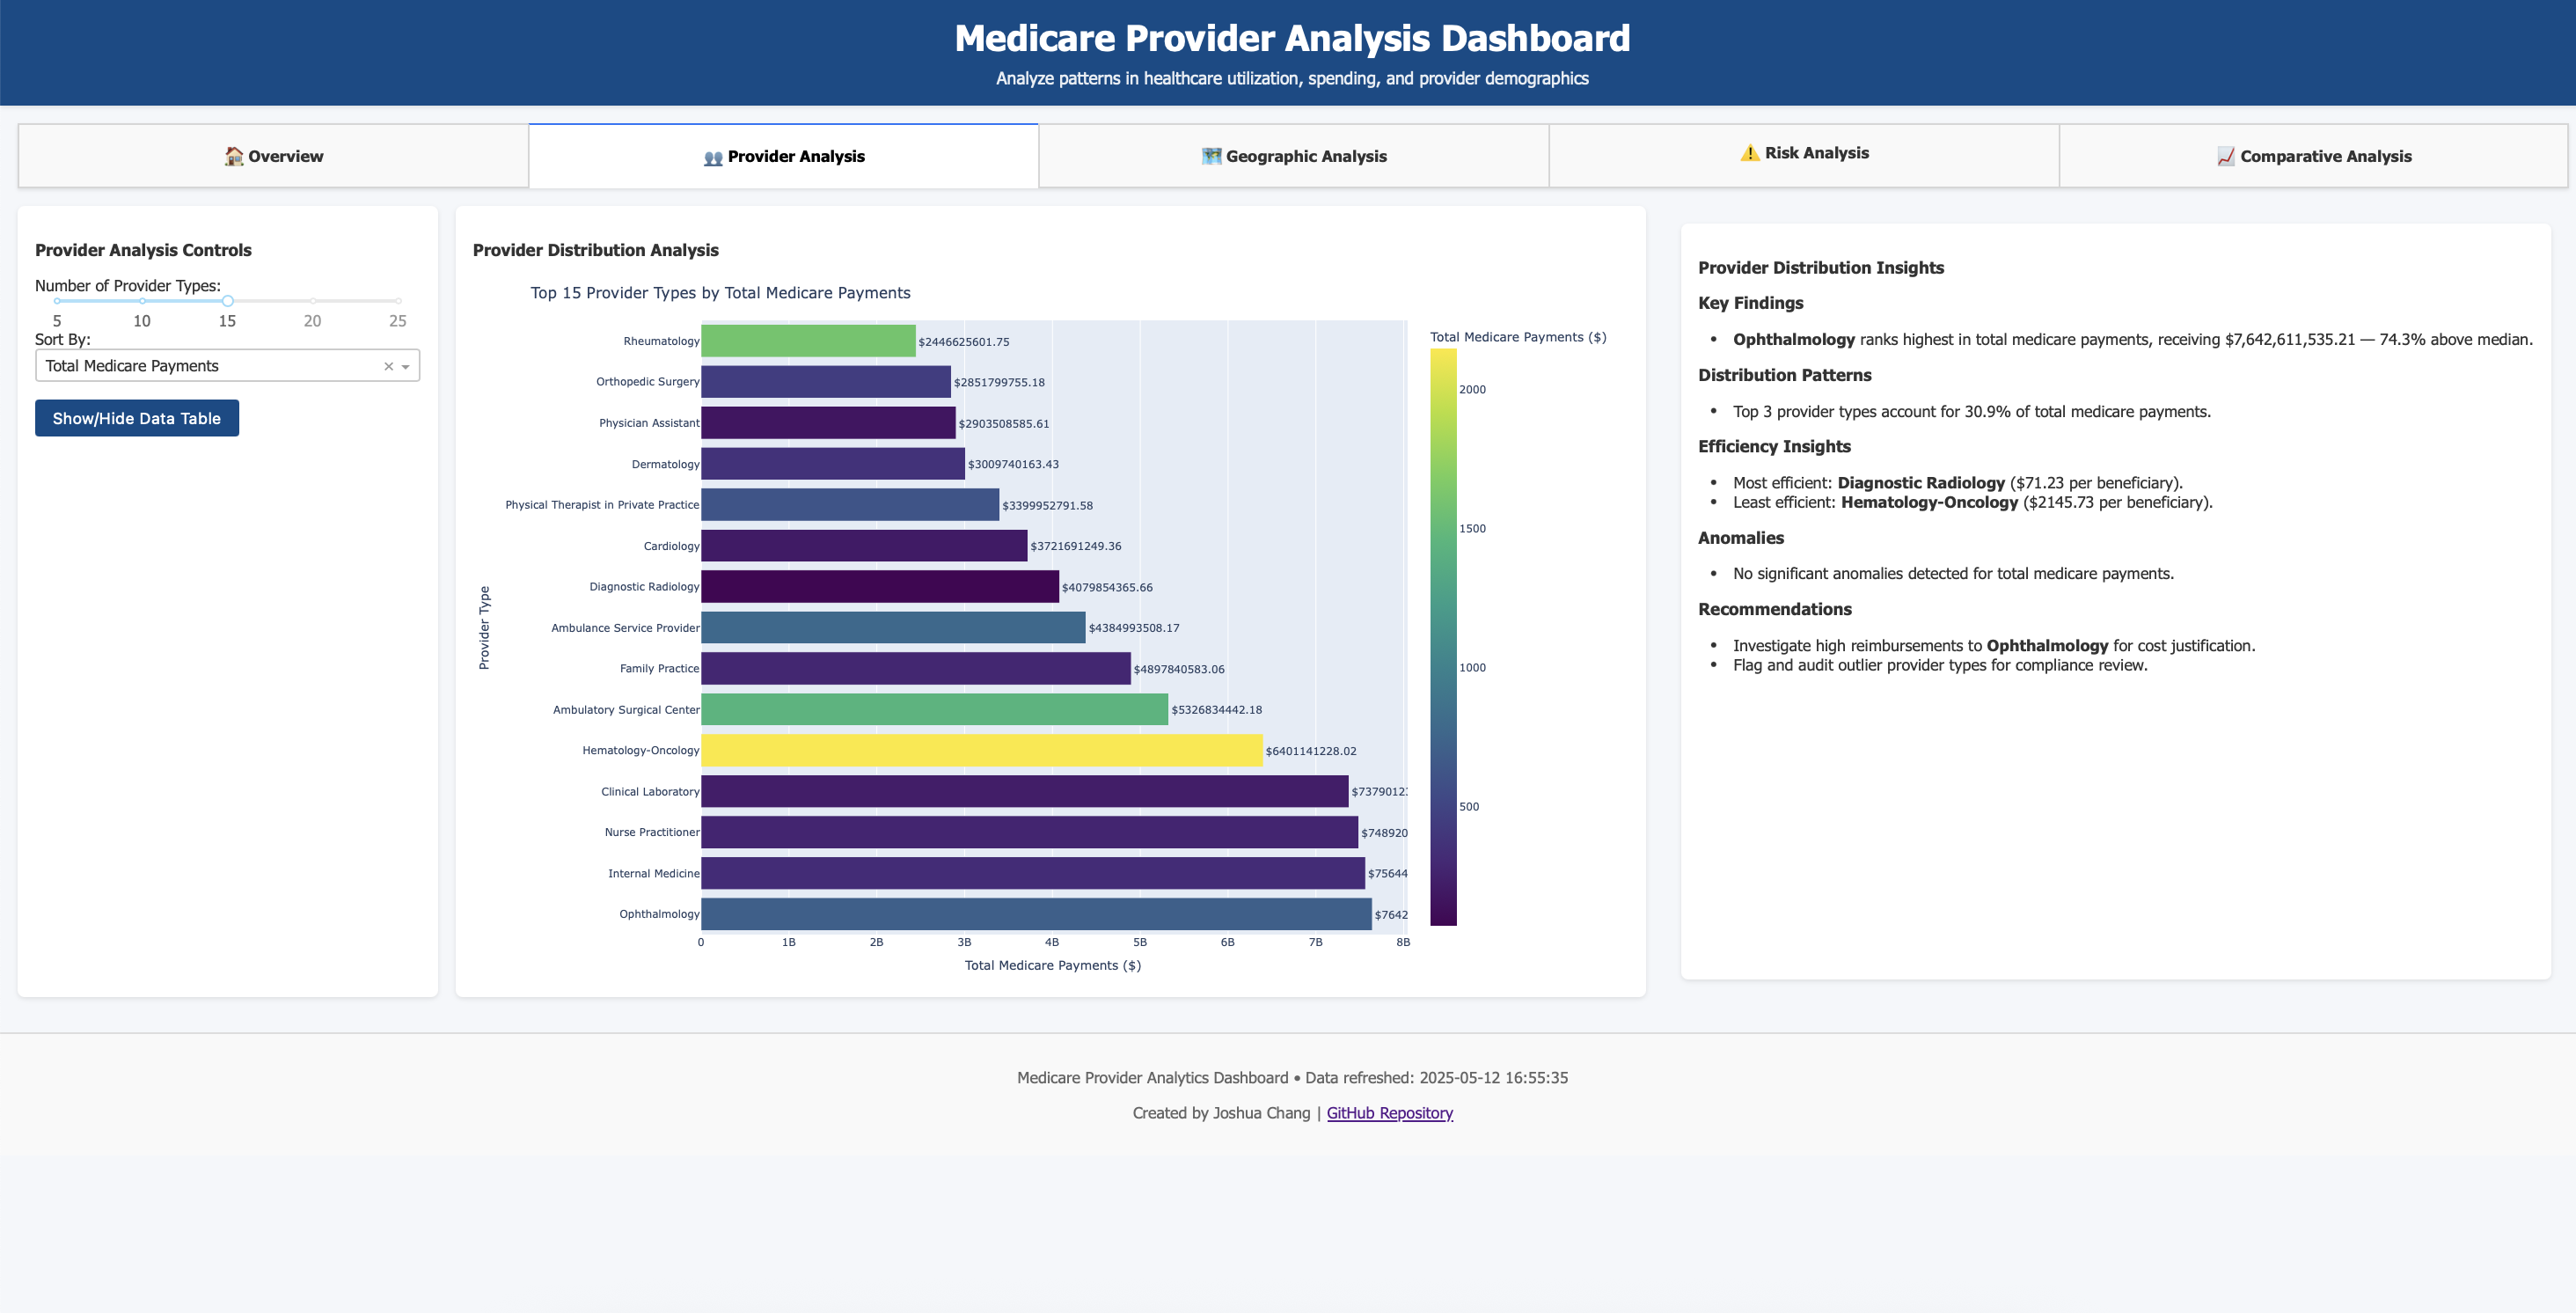 Medicare Provider Analysis Dashboard
Analyze patterns in healthcare utilization, spending, and provider demographics
🏠 Overview
👥 Provider Analysis
🗺️ Geographic Analysis
⚠️ Risk Analysis
📈 Comparative Analysis
Provider Analysis Controls
Number of Provider Types:
5 10 15 20 25
Sort By:
Total Medicare Payments
Show/Hide Data Table
Provider Distribution Analysis
Top 15 Provider Types by Total Medicare Payments
Provider Type
Rheumatology $2446625601.75
Orthopedic Surgery $2851799755.18
Physician Assistant $2903508585.61
Dermatology $3009740163.43
Physical Therapist in Private Practice $3399952791.58
Cardiology $3721691249.36
Diagnostic Radiology $4079854365.66
Ambulance Service Provider $4384993508.17
Family Practice $4897840583.06
Ambulatory Surgical Center $5326834442.18
Hematology-Oncology $6401141228.02
Clinical Laboratory $7379012
Nurse Practitioner $748920
Internal Medicine $75644
Ophthalmology $7642
0 1B 2B 3B 4B 5B 6B 7B 8B
Total Medicare Payments ($)
Total Medicare Payments ($)
2000
1500
1000
500
Provider Distribution Insights
Key Findings
• Ophthalmology ranks highest in total medicare payments, receiving $7,642,611,535.21 — 74.3% above median.
Distribution Patterns
• Top 3 provider types account for 30.9% of total medicare payments.
Efficiency Insights
• Most efficient: Diagnostic Radiology ($71.23 per beneficiary).
• Least efficient: Hematology-Oncology ($2145.73 per beneficiary).
Anomalies
• No significant anomalies detected for total medicare payments.
Recommendations
• Investigate high reimbursements to Ophthalmology for cost justification.
• Flag and audit outlier provider types for compliance review.
Medicare Provider Analytics Dashboard • Data refreshed: 2025-05-12 16:55:35
Created by Joshua Chang | GitHub Repository